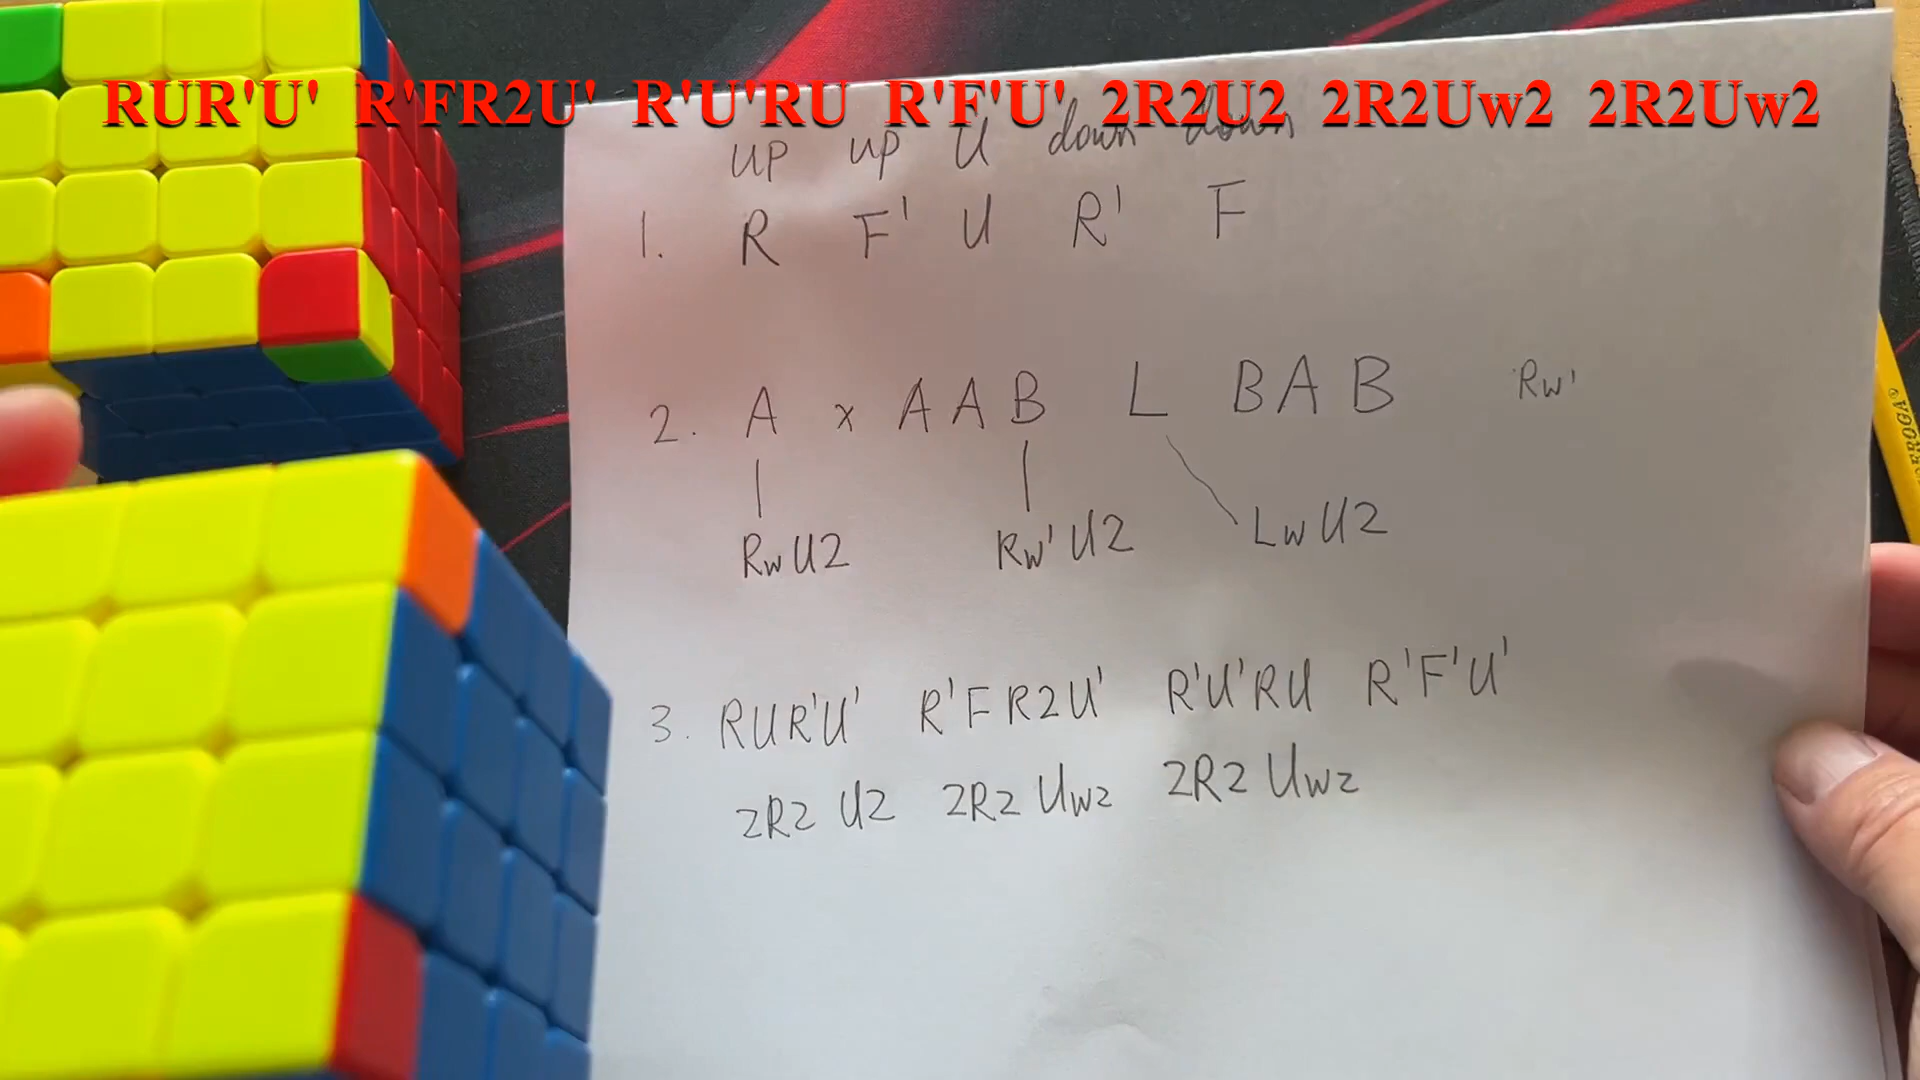 RUR'U' R'FR2U' R'U'RU R'F'U' 2R2U2 2R2Uw2 2R2Uw2
up up U down down
1. R F' U R' F
2. A x A A B L B A B Rw'
RwU2 Rw'U2 LwU2
3. RUR'U' R'FR2U' R'U'RU R'F'U'
2R2 U2 2R2 Uw2 2R2 Uw2